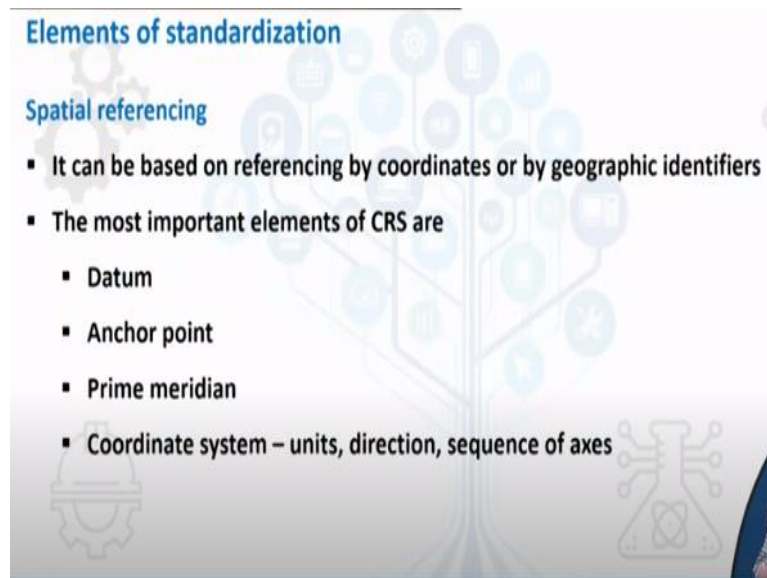 Elements of standardization
Spatial referencing
▪ It can be based on referencing by coordinates or by geographic identifiers
▪ The most important elements of CRS are
▪ Datum
▪ Anchor point
▪ Prime meridian
▪ Coordinate system – units, direction, sequence of axes